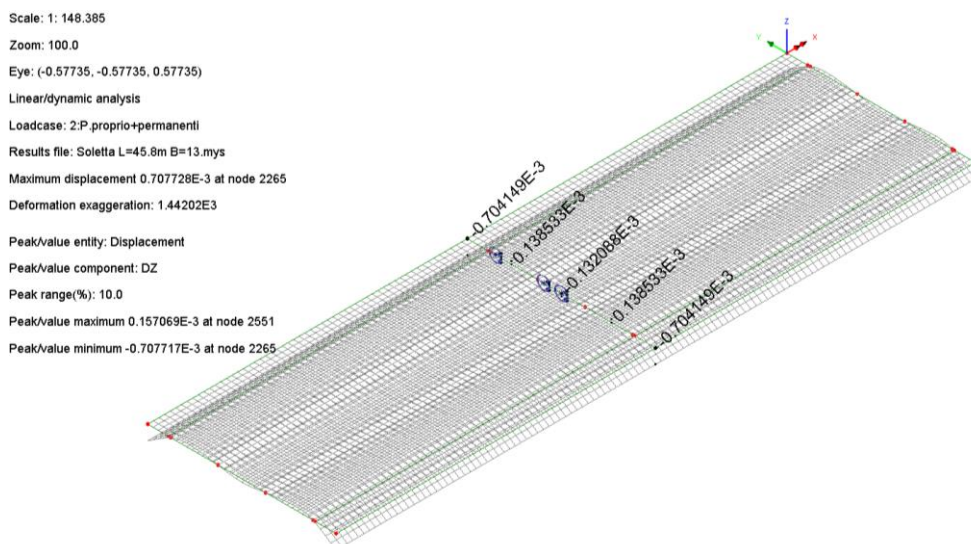 Scale: 1: 148.385
Zoom: 100.0
Eye: (-0.57735, -0.57735, 0.57735)
Linear/dynamic analysis
Loadcase: 2:P.proprio+permanenti
Results file: Soletta L=45.8m B=13.mys
Maximum displacement 0.707728E-3 at node 2265
Deformation exaggeration: 1.44202E3
Peak/value entity: Displacement
Peak/value component: DZ
Peak range(%): 10.0
Peak/value maximum 0.157069E-3 at node 2551
Peak/value minimum -0.707717E-3 at node 2265
Z
Y
X
-0.704149E-3
0.138533E-3
-0.132088E-3
0.138533E-3
-0.704149E-3